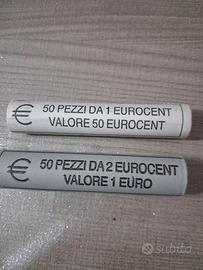 € 50 PEZZI DA 1 EUROCENT
VALORE 50 EUROCENT
€ 50 PEZZI DA 2 EUROCENT
VALORE 1 EURO
subito